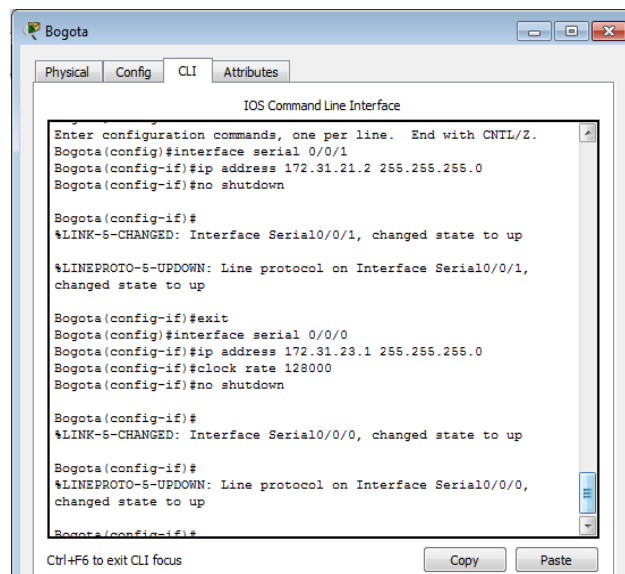 Bogota
Physical Config CLI Attributes
IOS Command Line Interface
Enter configuration commands, one per line. End with CNTL/Z.
Bogota(config)#interface serial 0/0/1
Bogota(config-if)#ip address 172.31.21.2 255.255.255.0
Bogota(config-if)#no shutdown
Bogota(config-if)#
%LINK-5-CHANGED: Interface Serial0/0/1, changed state to up
%LINEPROTO-5-UPDOWN: Line protocol on Interface Serial0/0/1,
changed state to up
Bogota(config-if)#exit
Bogota(config)#interface serial 0/0/0
Bogota(config-if)#ip address 172.31.23.1 255.255.255.0
Bogota(config-if)#clock rate 128000
Bogota(config-if)#no shutdown
Bogota(config-if)#
%LINK-5-CHANGED: Interface Serial0/0/0, changed state to up
Bogota(config-if)#
%LINEPROTO-5-UPDOWN: Line protocol on Interface Serial0/0/0,
changed state to up
Bogota(config-if)#
Ctrl+F6 to exit CLI focus
Copy Paste